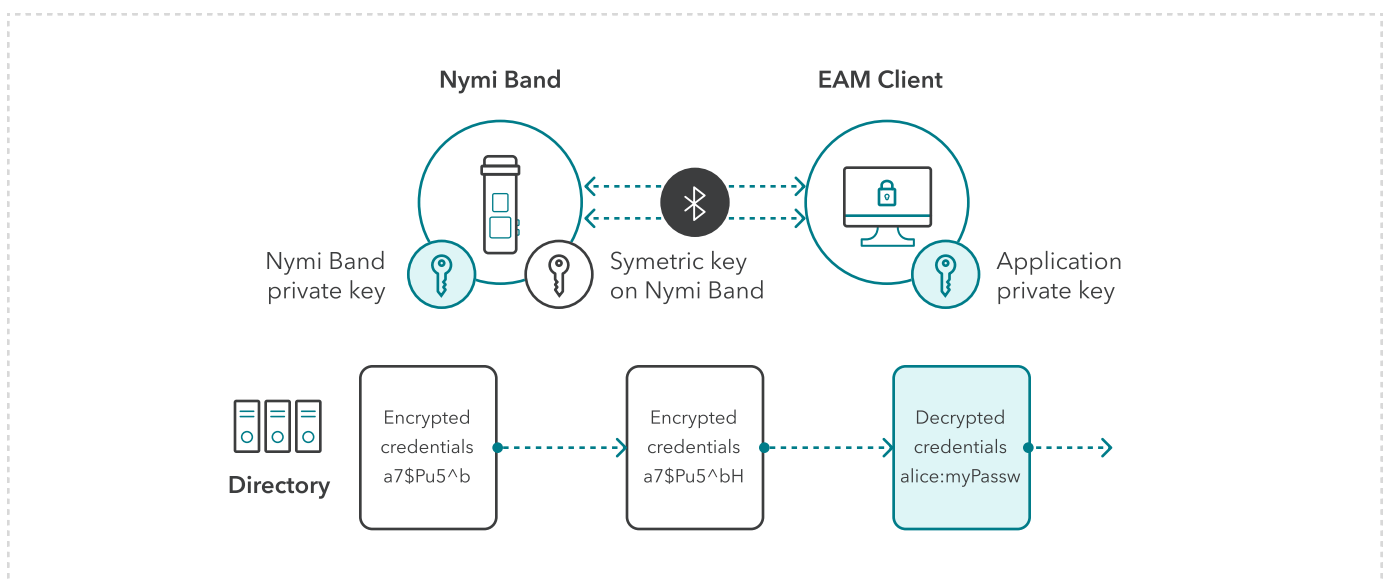 Nymi Band
EAM Client
Nymi Band
private key
Symetric key
on Nymi Band
Application
private key
Directory
Encrypted
credentials
a7$Pu5^b
Encrypted
credentials
a7$Pu5^bH
Decrypted
credentials
alice:myPassw